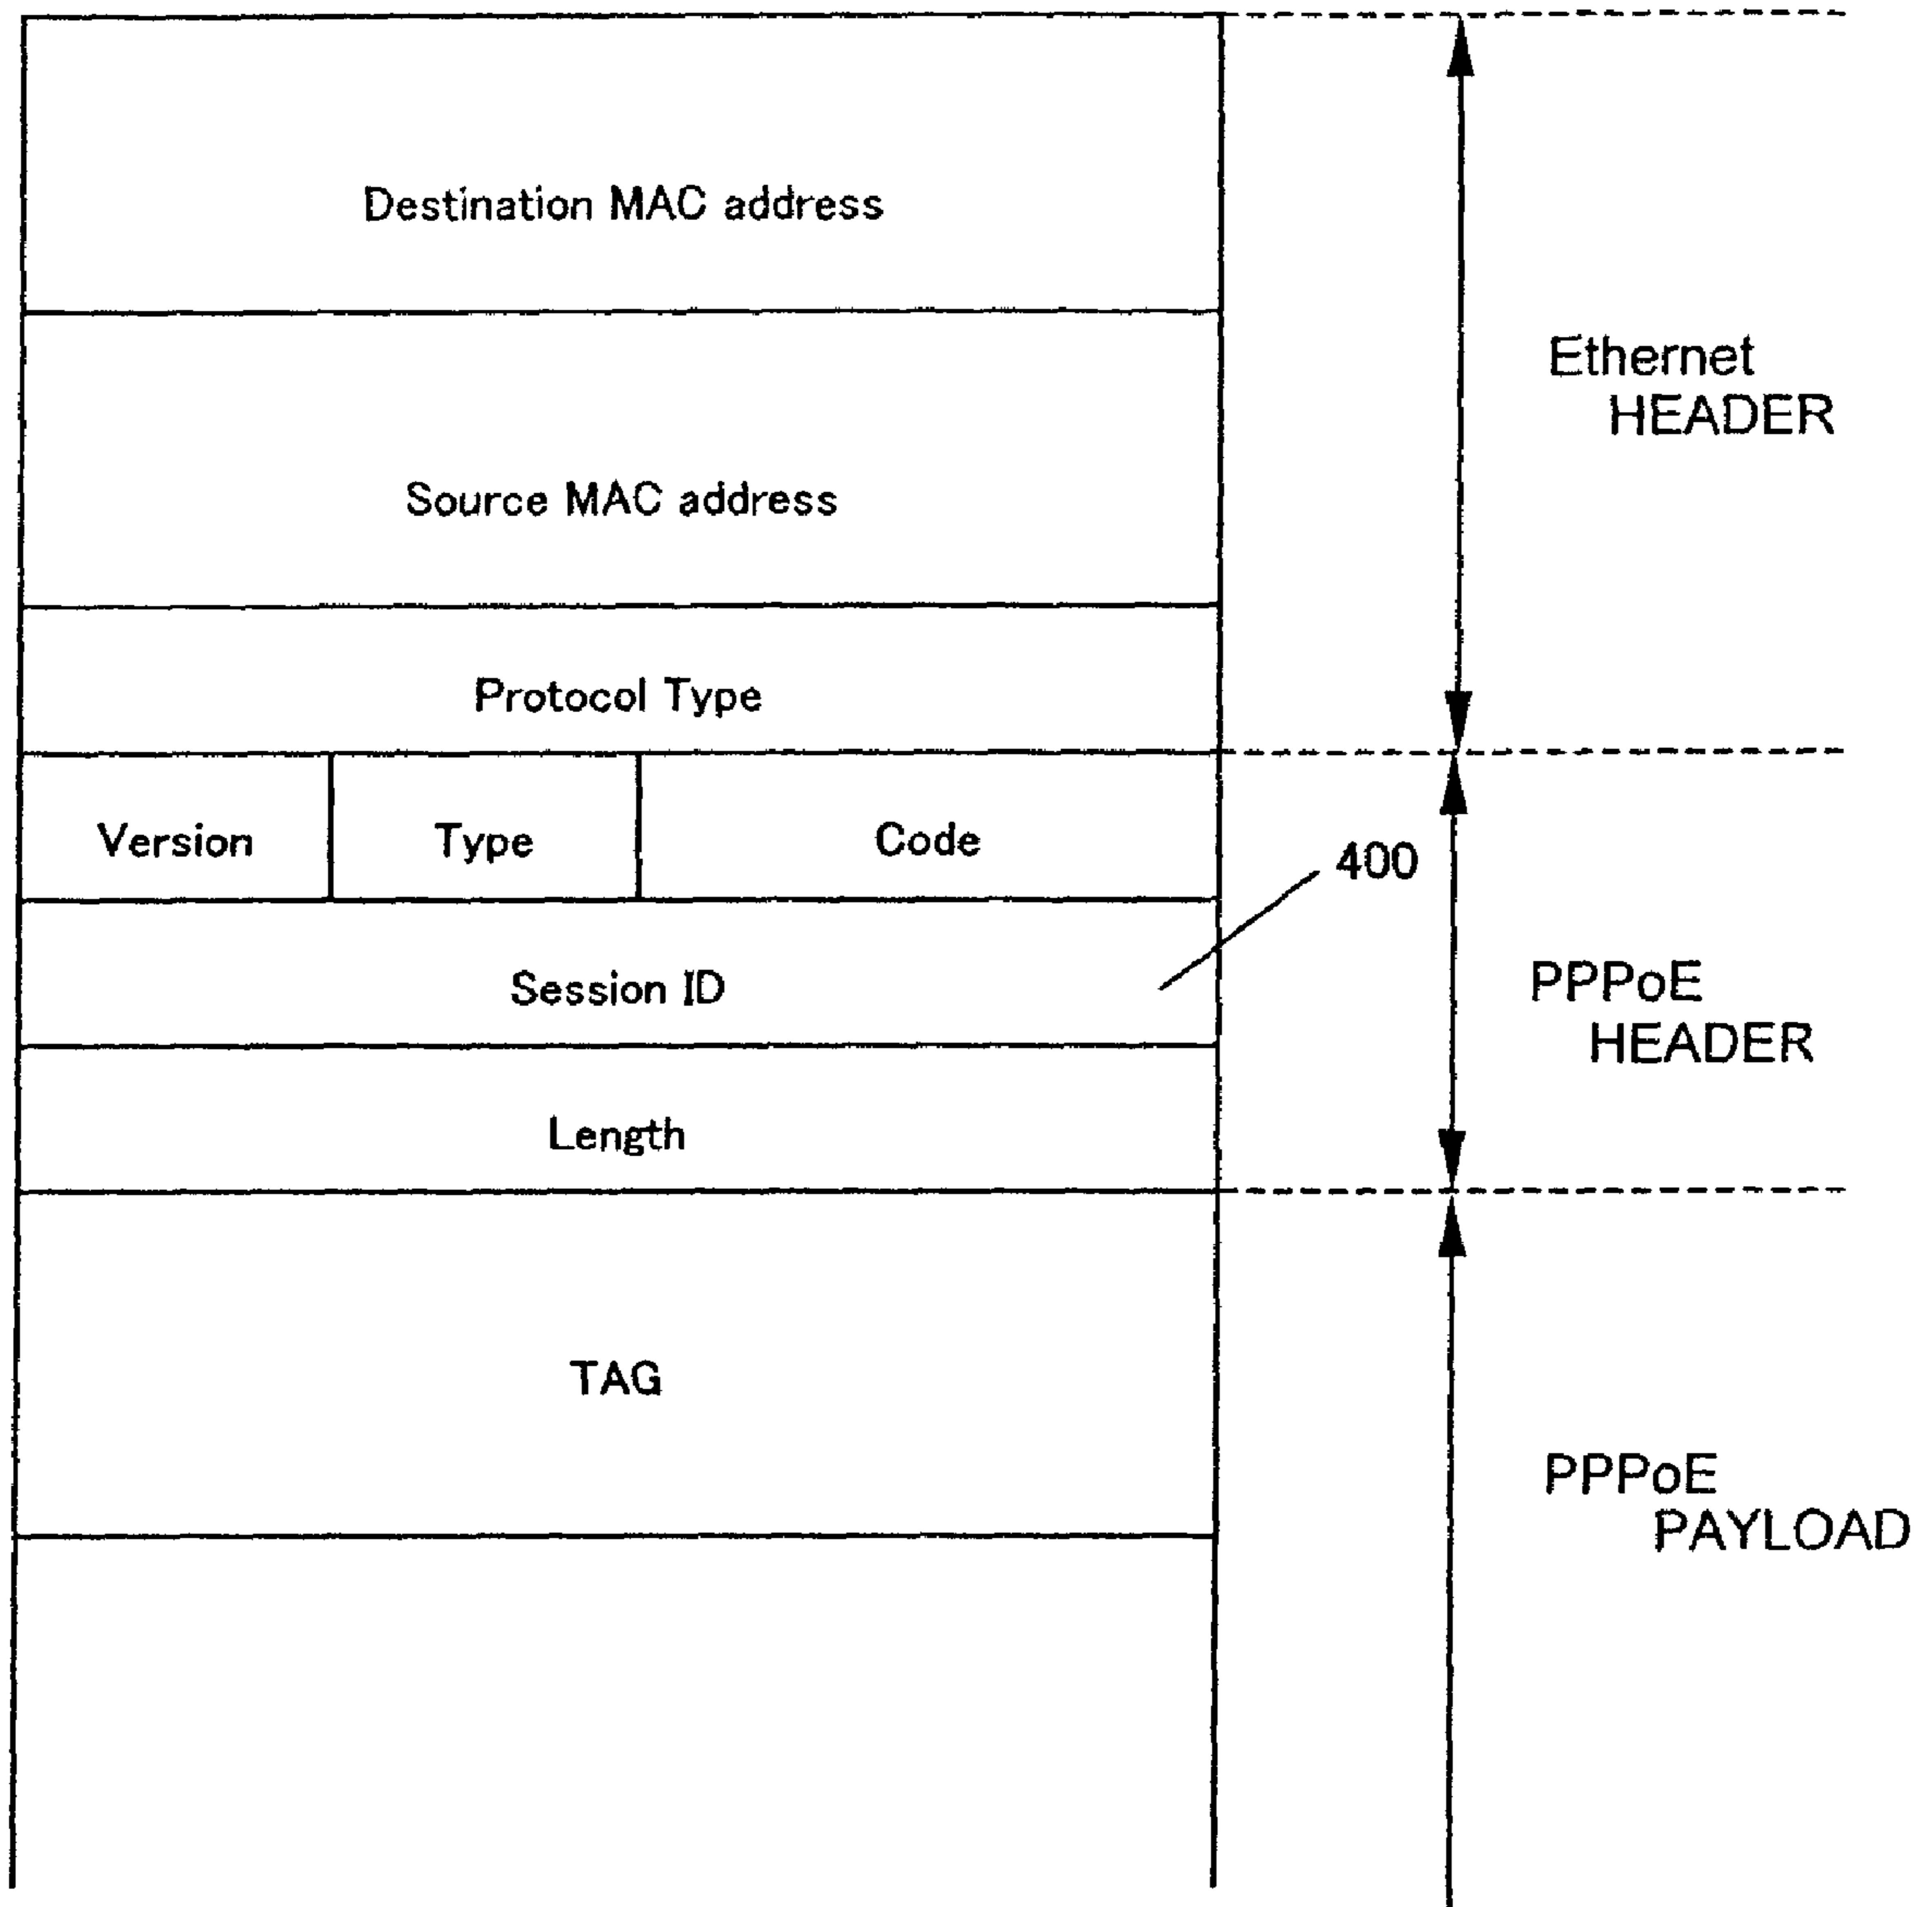 Destination MAC address
Source MAC address
Ethernet
HEADER
Protocol Type
Version Type Code
400
Session ID
PPPoE
HEADER
Length
TAG
PPPoE
PAYLOAD